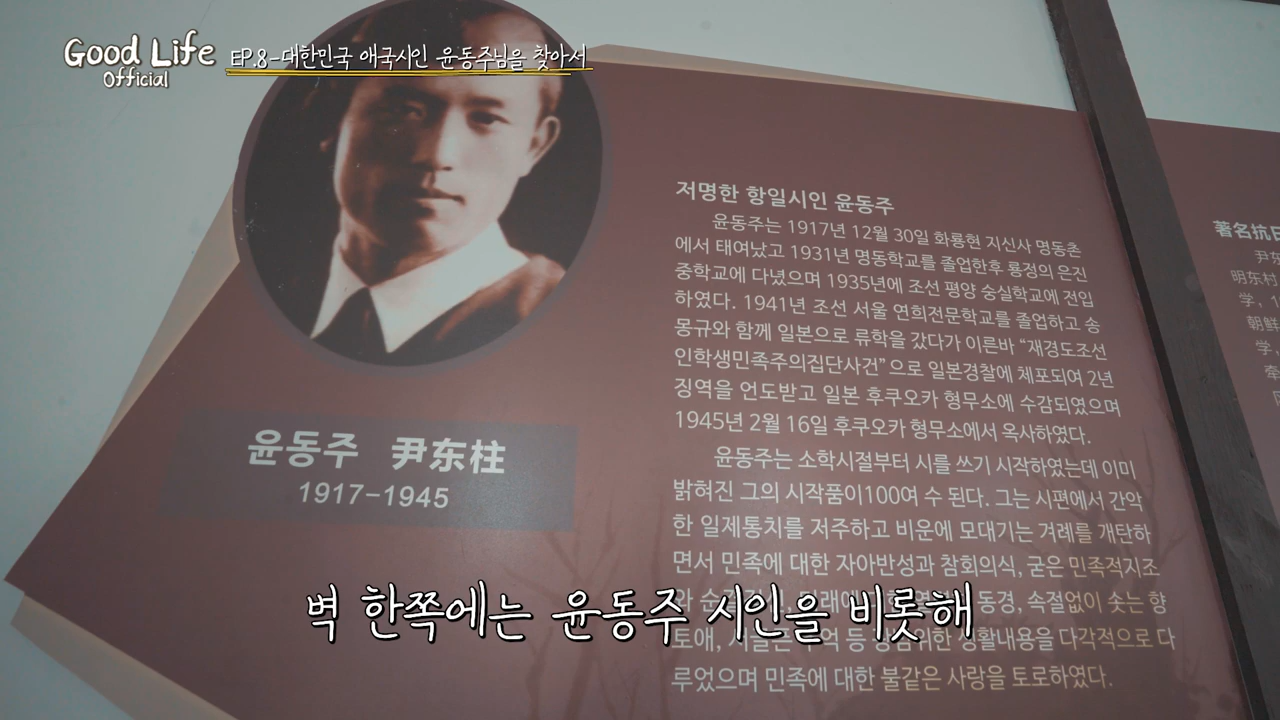 Good Life
Official
EP.8-대한민국 애국시인 윤동주님을 찾아서
저명한 항일시인 윤동주
윤동주는 1917년 12월 30일 화룡현 지신사 명동촌
에서 태여났고 1931년 명동학교를 졸업한후 룡정의 은진
중학교에 다녔으며 1935년에 조선 평양 숭실학교에 전입
하였다. 1941년 조선 서울 연희전문학교를 졸업하고 송
몽규와 함께 일본으로 류학을 갔다가 이른바 “재경도조선
인학생민족주의집단사건”으로 일본경찰에 체포되여 2년
징역을 언도받고 일본 후쿠오카 형무소에 수감되였으며
1945년 2월 16일 후쿠오카 형무소에서 옥사하였다.
윤동주는 소학시절부터 시를 쓰기 시작하였는데 이미
밝혀진 그의 시작품이100여 수 된다. 그는 시편에서 간악
한 일제통치를 저주하고 비운에 모대기는 겨레를 개탄하
면서 민족에 대한 자아반성과 참회의식, 굳은 민족적지조
동경, 속절없이 솟는 향
토애, 등 생활내용을 다각적으로 다
루었으며 민족에 대한 불같은 사랑을 토로하였다.
윤동주 尹东柱
1917-1945
著名抗日
尹东
明东村
学, 1
朝鲜
学,
牵
벽 한쪽에는 윤동주 시인을 비롯해